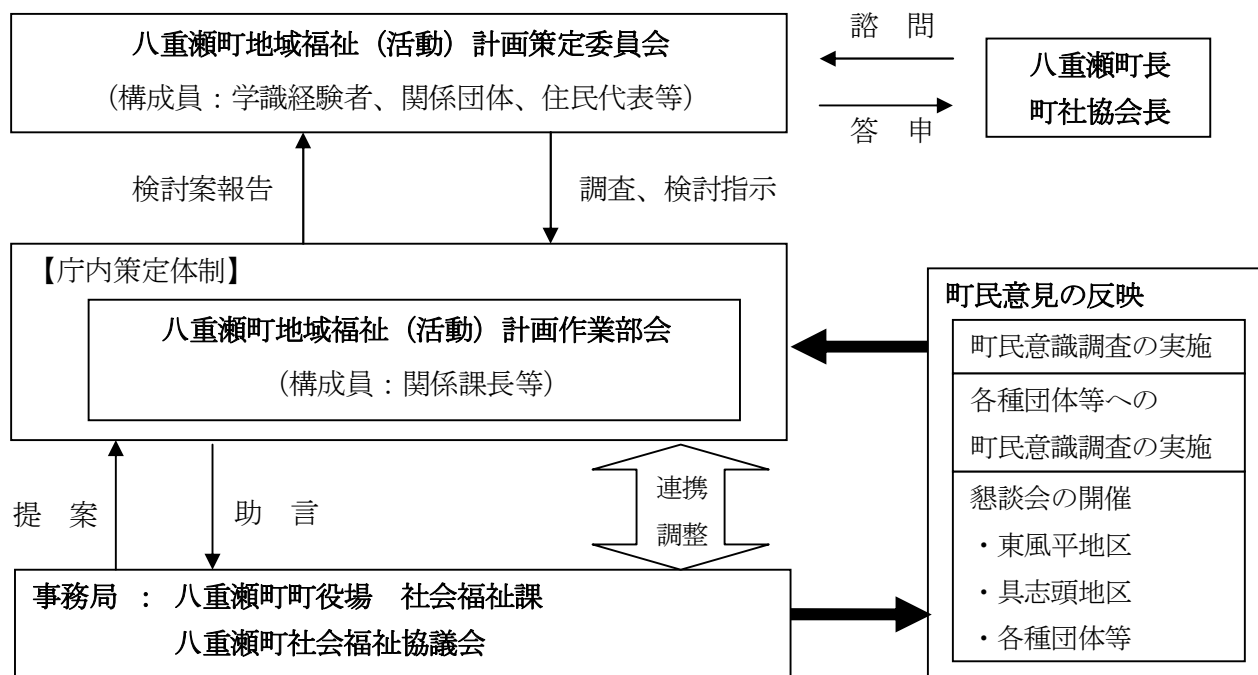 八重瀬町地域福祉（活動）計画策定委員会
（構成員：学識経験者、関係団体、住民代表等）
諮　問
答　申
八重瀬町長
町社協会長
検討案報告
調査、検討指示
【庁内策定体制】
八重瀬町地域福祉（活動）計画作業部会
（構成員：関係課長等）
町民意見の反映
町民意識調査の実施
各種団体等への
町民意識調査の実施
懇談会の開催
・東風平地区
・具志頭地区
・各種団体等
提　案
助　言
連携
調整
事務局　：　八重瀬町町役場　社会福祉課
八重瀬町社会福祉協議会